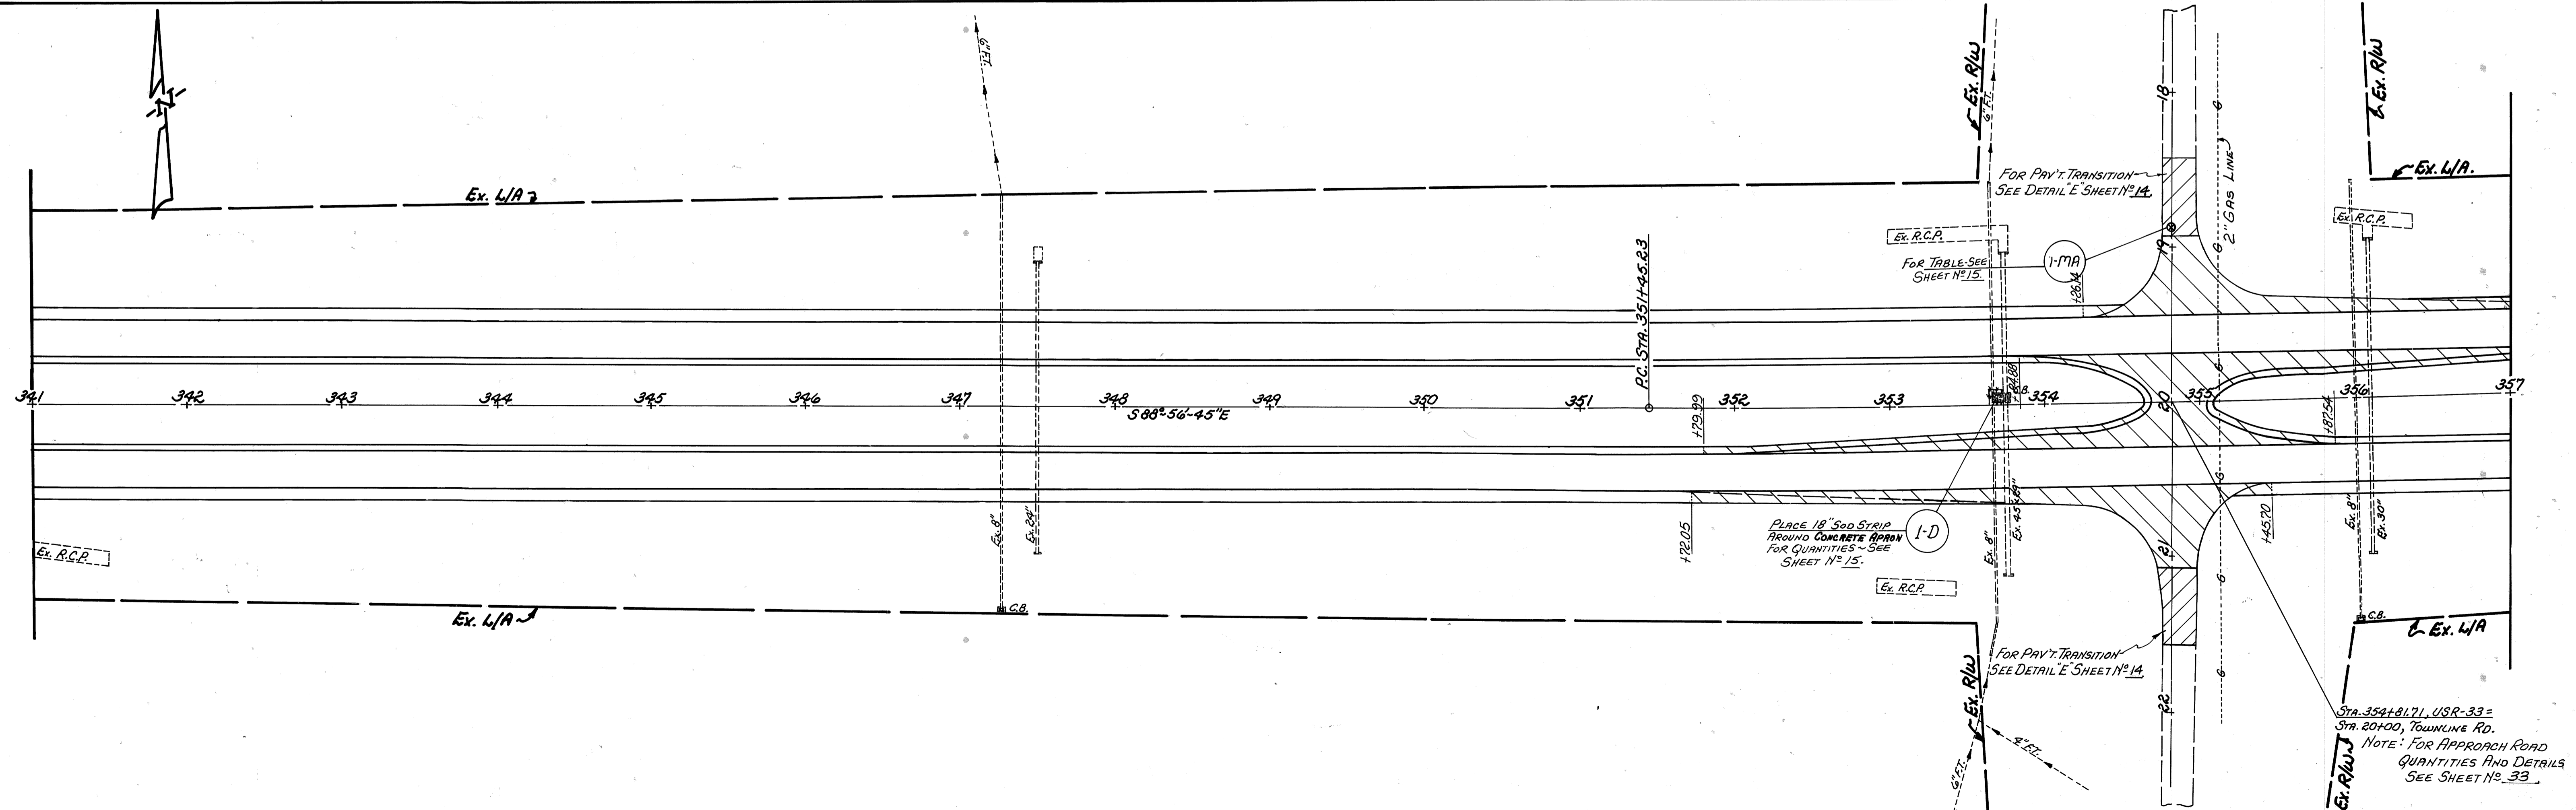 6" F.T.
Ex. R/W
6" F.T.
18
Ex. R/W
2" GAS LINE
G
G
FOR PAV'T. TRANSITION
SEE DETAIL "E" SHEET Nº 14
Ex. L/A
Ex. L/A.
Ex. R.C.P.
Ex. R.C.P.
19
1-MA
FOR TABLE-SEE
SHEET Nº 15.
+26.14
P.C. STA. 351+45.23
341
342
343
344
345
346
347
348
349
350
351
352
353
354
355
356
357
S 88°-56'-45" E
C.B.
20
+79.99
+87.54
+72.05
+45.70
Ex. 8"
Ex. 24"
Ex. 8"
Ex. 8"
Ex. 30"
PLACE 18" SOD STRIP
AROUND CONCRETE APRON
FOR QUANTITIES ~ SEE
SHEET Nº 15.
1-D
21
Ex. R.C.P.
Ex. R.C.P.
C.B.
C.B.
Ex. L/A
Ex. L/A
FOR PAV'T. TRANSITION
SEE DETAIL "E" SHEET Nº 14
Ex. R/W
22
4" F.T.
6" F.T.
Ex. R/W
STA. 354+81.71, USR-33=
STA. 20+00, TOWNLINE RD.
NOTE: FOR APPROACH ROAD
QUANTITIES AND DETAILS
SEE SHEET Nº 33